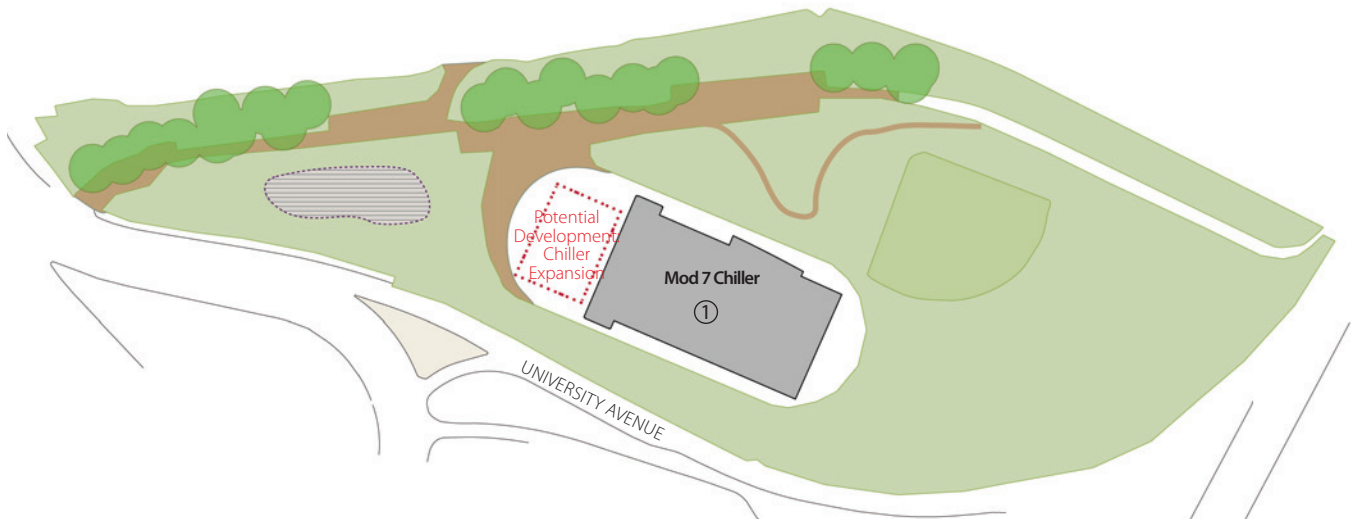 Potential
Development:
Chiller
Expansion
Mod 7 Chiller
1
UNIVERSITY AVENUE